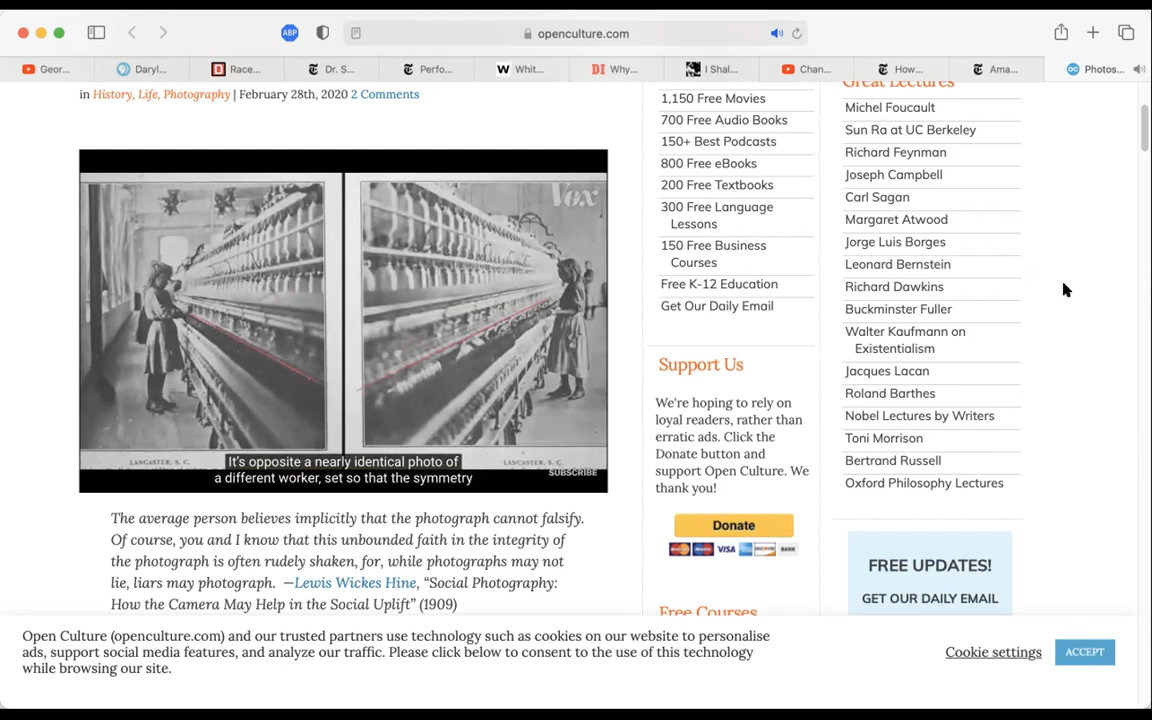 openculture.com
ABP
Geor...
Daryl...
Race...
Dr. S...
Perfo...
W Whit...
DI Why...
I Shal...
Chan...
How...
Ama...
OC Photos...
in History, Life, Photography | February 28th, 2020 2 Comments
Vox
LANCASTER, S. C.
LANCASTER, S. C.
It's opposite a nearly identical photo of
a different worker, set so that the symmetry
SUBSCRIBE
The average person believes implicitly that the photograph cannot falsify.
Of course, you and I know that this unbounded faith in the integrity of
the photograph is often rudely shaken, for, while photographs may not
lie, liars may photograph. —Lewis Wickes Hine, “Social Photography:
How the Camera May Help in the Social Uplift” (1909)
1,150 Free Movies
700 Free Audio Books
150+ Best Podcasts
800 Free eBooks
200 Free Textbooks
300 Free Language
Lessons
150 Free Business
Courses
Free K-12 Education
Get Our Daily Email
Support Us
We're hoping to rely on
loyal readers, rather than
erratic ads. Click the
Donate button and
support Open Culture. We
thank you!
Donate
VISA
DISCOVER
BANK
Free Courses
Great Lectures
Michel Foucault
Sun Ra at UC Berkeley
Richard Feynman
Joseph Campbell
Carl Sagan
Margaret Atwood
Jorge Luis Borges
Leonard Bernstein
Richard Dawkins
Buckminster Fuller
Walter Kaufmann on
Existentialism
Jacques Lacan
Roland Barthes
Nobel Lectures by Writers
Toni Morrison
Bertrand Russell
Oxford Philosophy Lectures
FREE UPDATES!
GET OUR DAILY EMAIL
Open Culture (openculture.com) and our trusted partners use technology such as cookies on our website to personalise
ads, support social media features, and analyze our traffic. Please click below to consent to the use of this technology
while browsing our site.
Cookie settings
ACCEPT